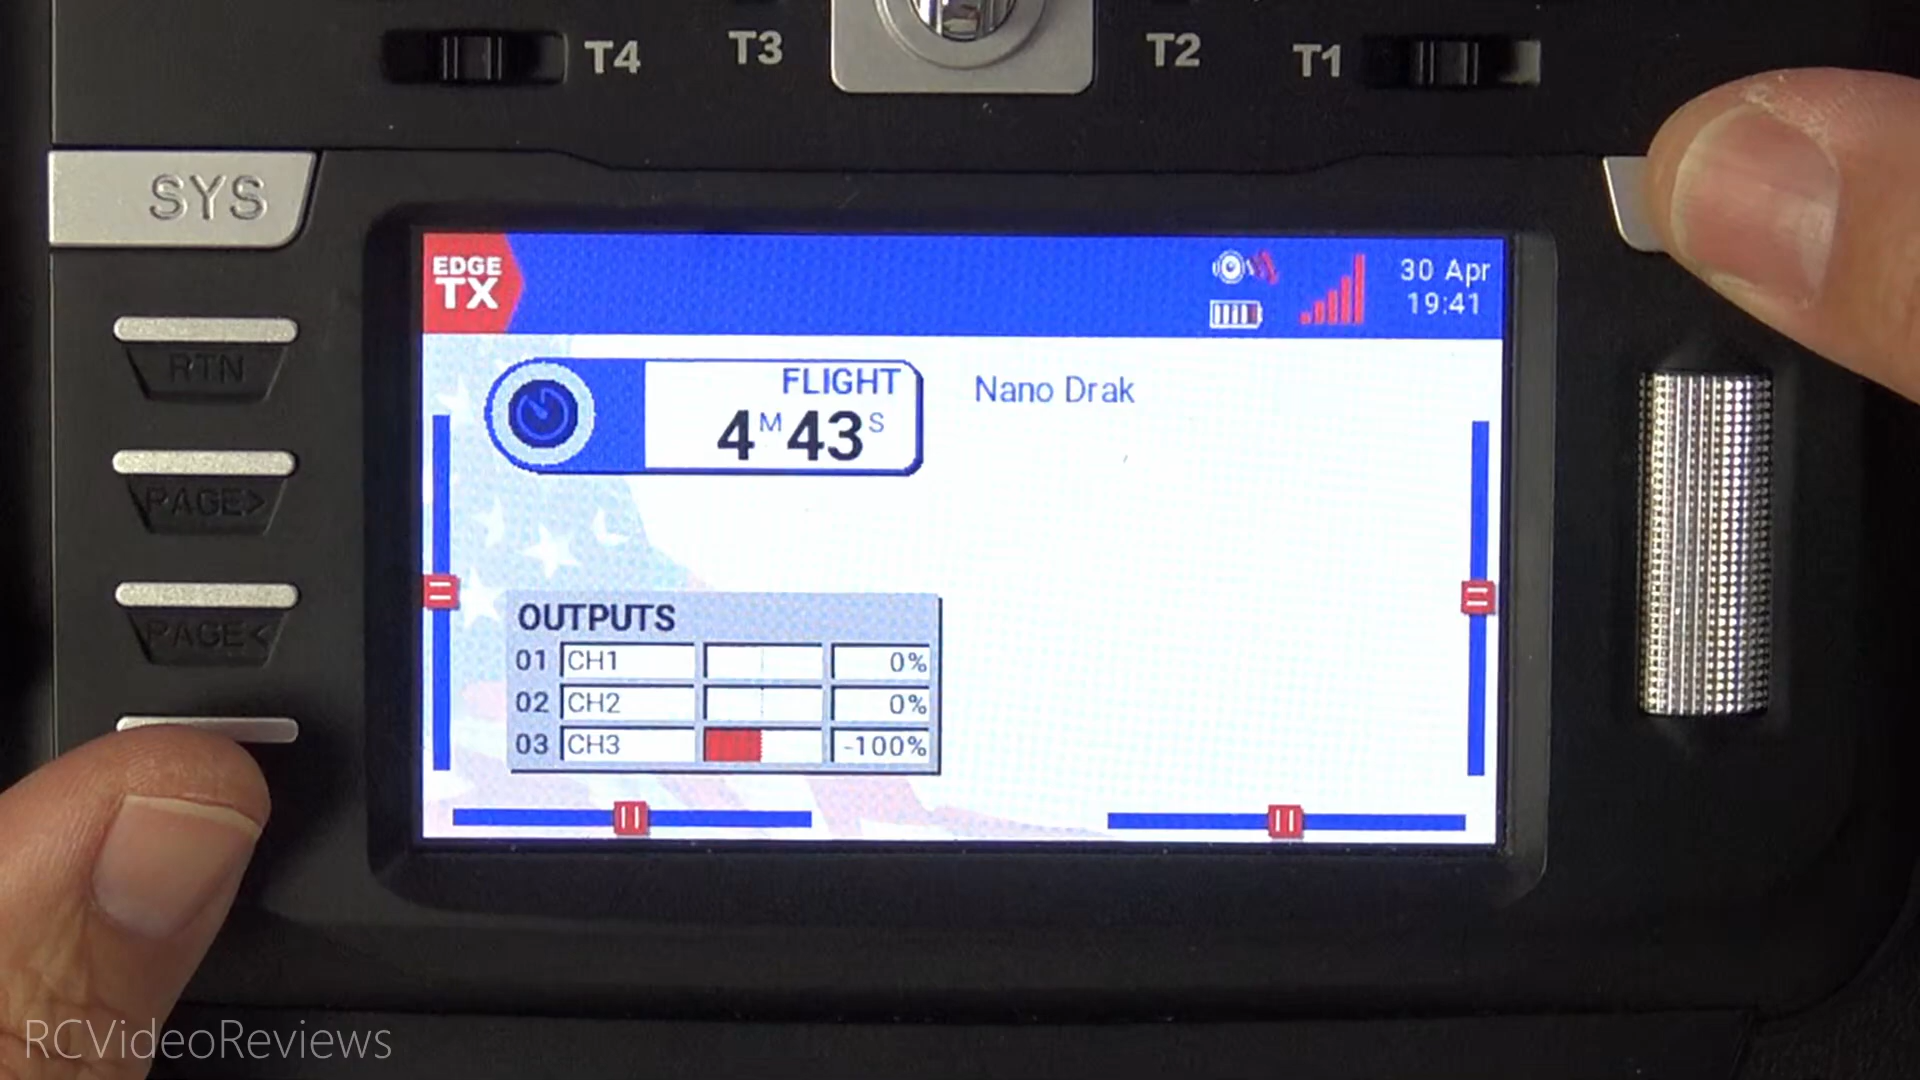 T4
T3
T2
T1
SYS
RTN
PAGE>
PAGE<
EDGE
TX
30 Apr
19:41
FLIGHT
4M43S
Nano Drak
OUTPUTS
01 CH1 0%
02 CH2 0%
03 CH3 -100%
RCVideoReviews